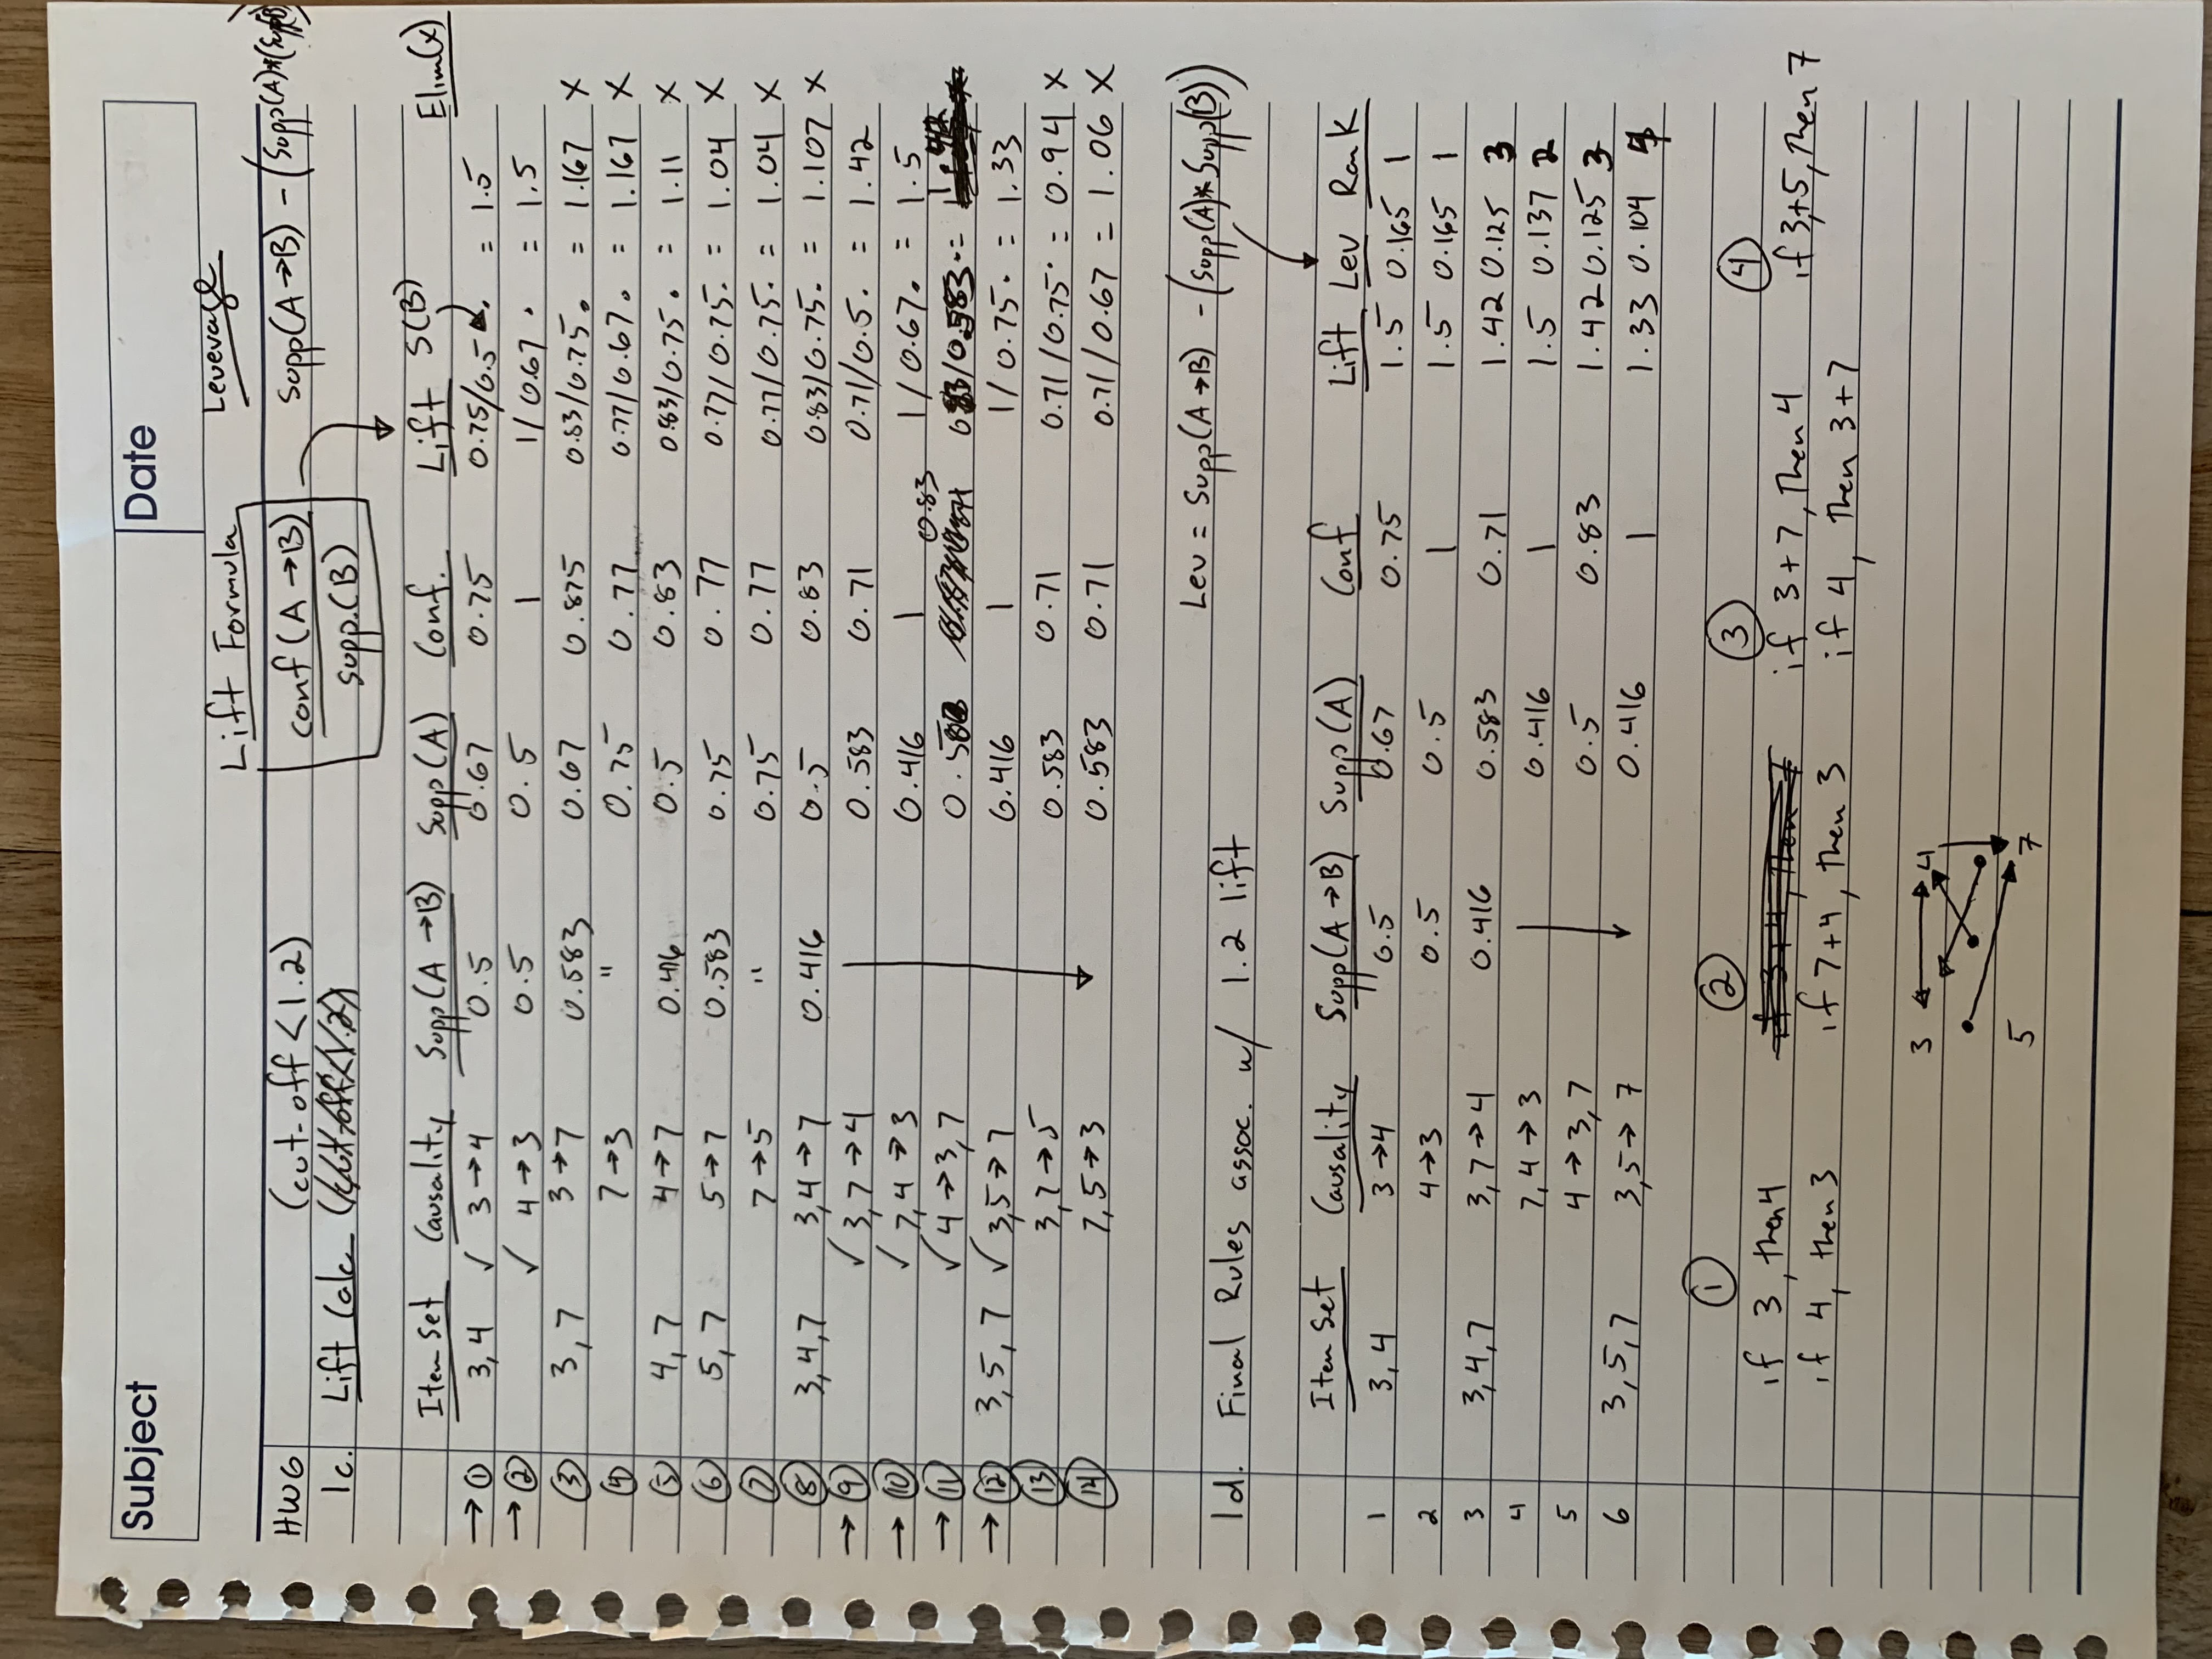 Subject Date
Lift Formula Leverage
HW6 (cut-off <1.2) conf(A→B) Supp(A→B) - (Supp(A)*(Supp(B)
1c. Lift Calc supp.(B)
Item Set Causality Supp(A→B) Supp(A) Conf. Lift S(B) Elim(x)
→ ① 3,4 ✓ 3→4 0.5 0.67 0.75 0.75/0.5 = 1.5
→ ② ✓ 4→3 0.5 0.5 1 1/0.67 = 1.5
③ 3,7 3→7 0.583 0.67 0.875 0.83/0.75 = 1.167 x
④ 7→3 " 0.75 0.77 0.77/0.67 = 1.167 x
⑤ 4,7 4→7 0.416 0.5 0.83 0.83/0.75 = 1.11 x
⑥ 5,7 5→7 0.583 0.75 0.77 0.77/0.75 = 1.04 x
⑦ 7→5 " 0.75 0.77 0.77/0.75 = 1.04 x
⑧ 3,4,7 3,4→7 0.416 0.5 0.83 0.83/0.75 = 1.107 x
→ ⑨ ✓ 3,7→4 0.583 0.71 0.71/0.5 = 1.42
→ ⑩ ✓ 7,4→3 0.416 1 1/0.67 = 1.5
→ ⑪ ✓ 4→3,7 0.83 /0.583 = 1.42
→ ⑫ 3,5,7 ✓ 3,5→7 0.416 1 1/0.75 = 1.33
⑬ 3,7→5 0.583 0.71 0.71/0.75 = 0.94 x
⑭ 7,5→3 0.583 0.71 0.71/0.67 = 1.06 x
Lev = Supp(A→B) - (Supp(A)*Supp(B))
1d. Final Rules assoc. w/ 1.2 lift
Item Set Causality Supp(A→B) Supp(A) Conf Lift Lev Rank
1 3,4 3→4 0.5 0.67 0.75 1.5 0.165 1
2 4→3 0.5 0.5 1 1.5 0.165 1
3 3,4,7 3,7→4 0.416 0.583 0.71 1.42 0.125 3
4 7,4→3 0.416 1 1.5 0.137 2
5 4→3,7 0.5 0.83 1.42 0.125 3
6 3,5,7 3,5→7 0.416 1 1.33 0.104 4
① ② ③ ④
if 3, then 4 if 3+4, then 7 if 3+7, then 4 if 3+5, then 7
if 4, then 3 if 7+4, then 3 if 4, then 3+7
3 4
5 7